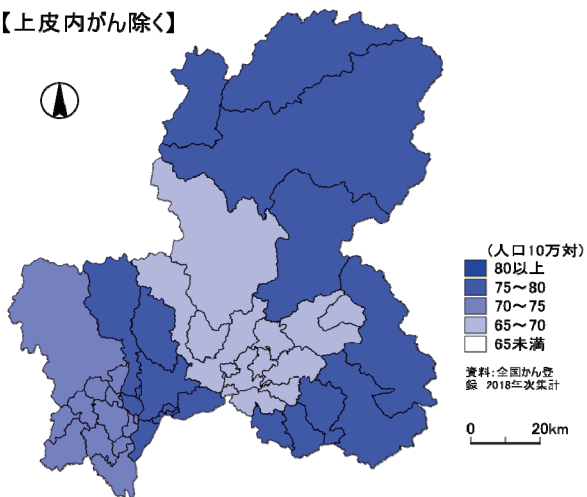 【上皮内がん除く】
(人口10万対)
80以上
75～80
70～75
65～70
65未満
資料:全国がん登
録 2018年次集計
0 20km